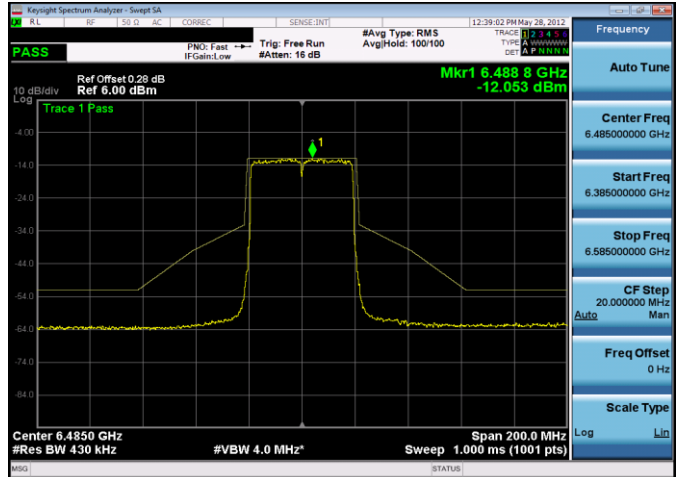 Keysight Spectrum Analyzer - Swept SA
RL RF 50 Ω AC CORREC SENSE:INT 12:39:02 PM May 28, 2012
PASS
PNO: Fast
IFGain:Low
Trig: Free Run
#Atten: 16 dB
#Avg Type: RMS
Avg|Hold: 100/100
TRACE 1 2 3 4 5 6
TYPE A WWWWW
DET A P N N N N
Ref Offset 0.28 dB
10 dB/div Ref 6.00 dBm
Log
Mkr1 6.488 8 GHz
-12.053 dBm
Trace 1 Pass
1
-4.00
-14.0
-24.0
-34.0
-44.0
-54.0
-64.0
-74.0
-84.0
Center 6.4850 GHz Span 200.0 MHz
#Res BW 430 kHz #VBW 4.0 MHz* Sweep 1.000 ms (1001 pts)
MSG STATUS
Frequency
Auto Tune
Center Freq
6.485000000 GHz
Start Freq
6.385000000 GHz
Stop Freq
6.585000000 GHz
CF Step
20.000000 MHz
Auto Man
Freq Offset
0 Hz
Scale Type
Log Lin